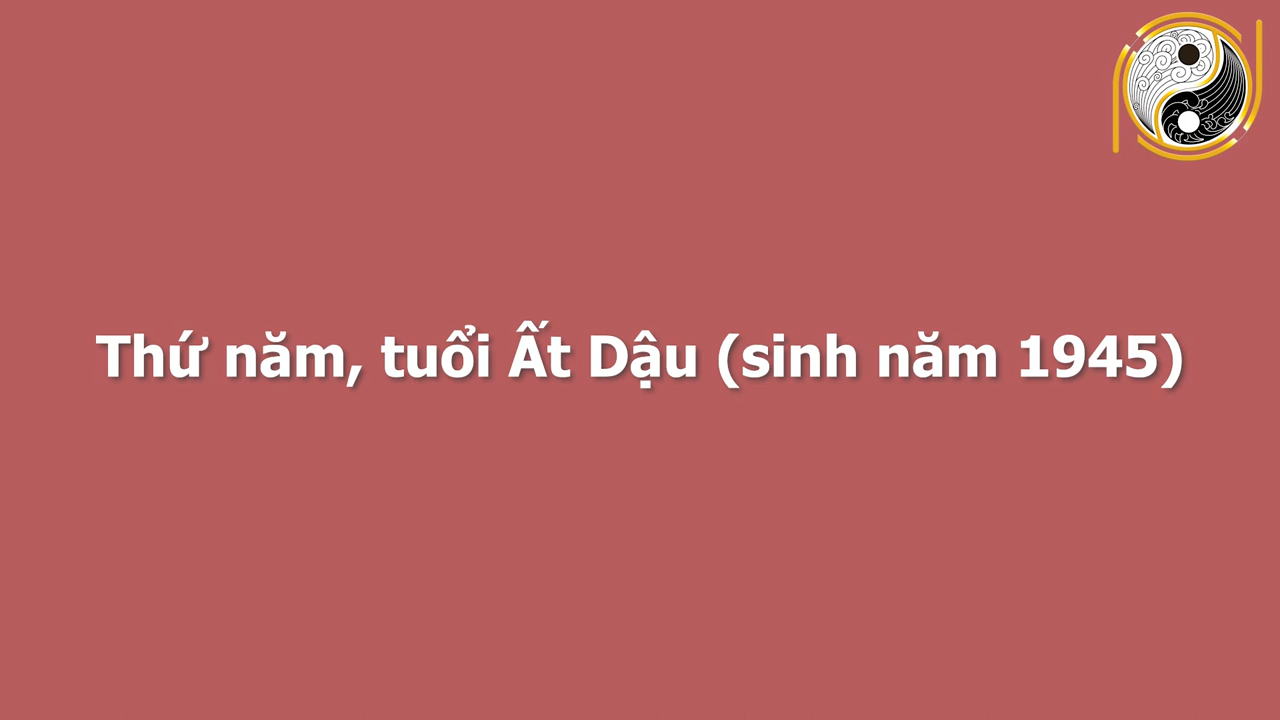 Thứ năm, tuổi Ất Dậu (sinh năm 1945)